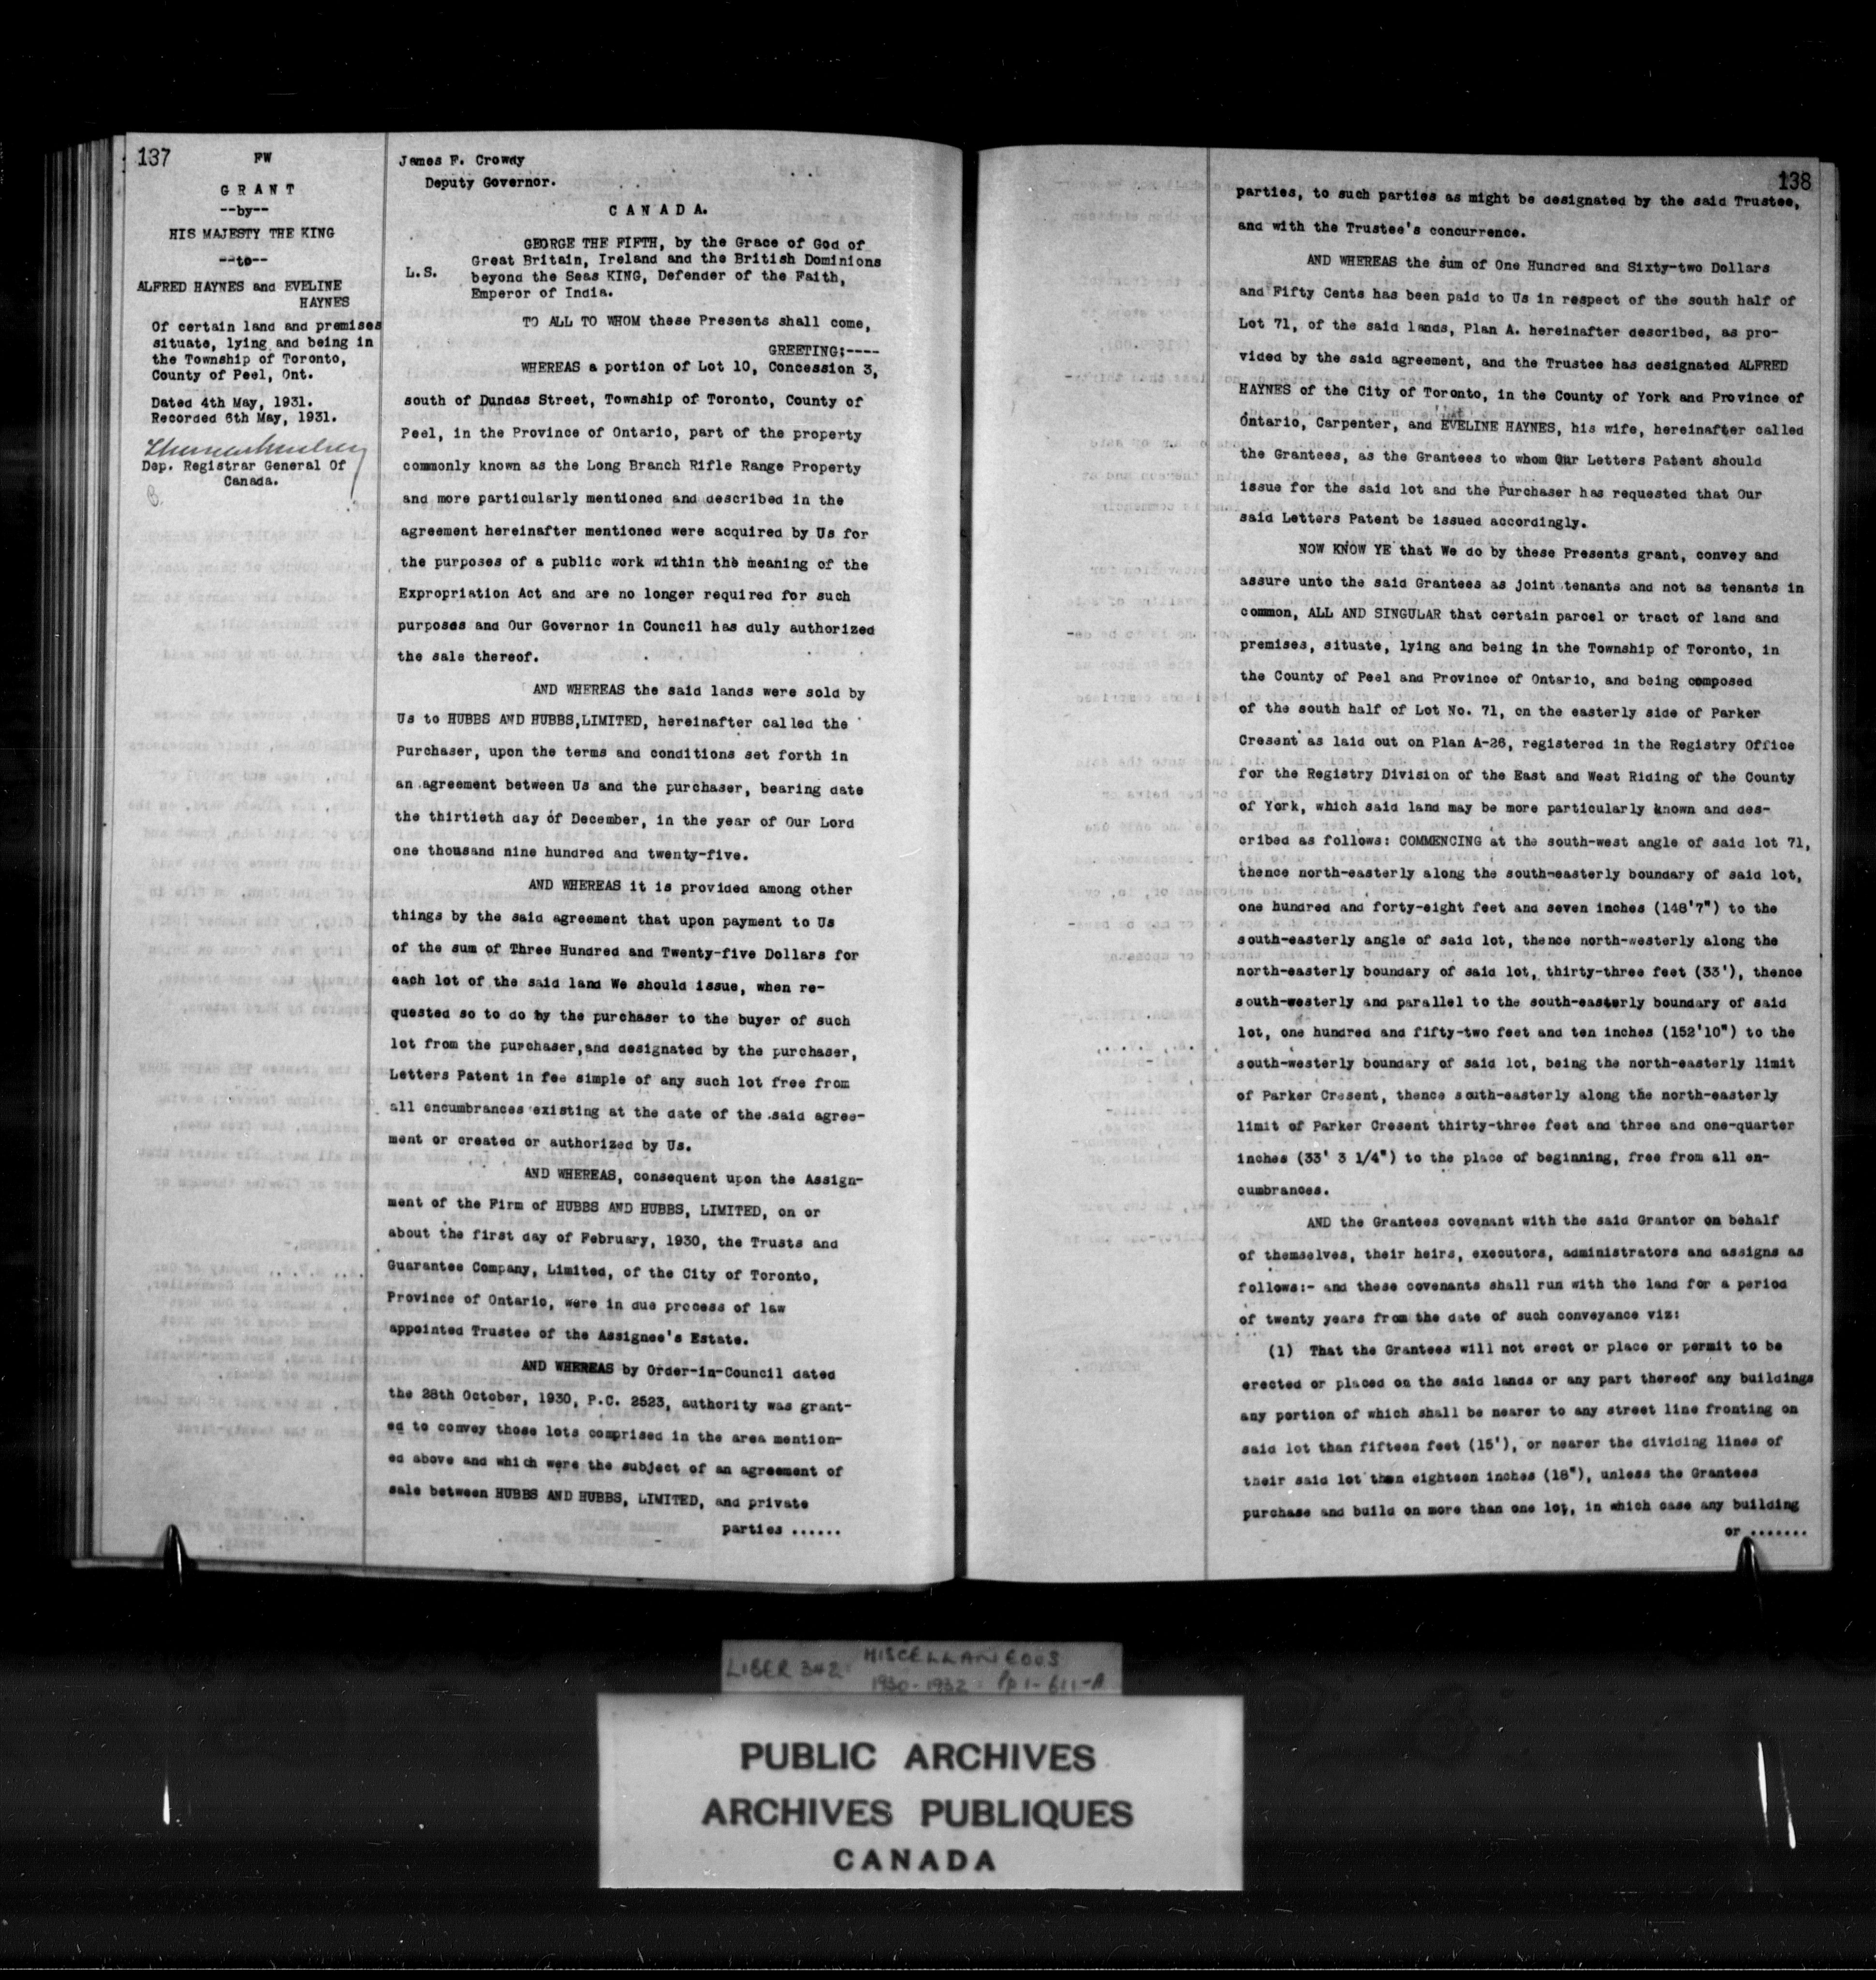 137
FW
G R A N T
--by--
HIS MAJESTY THE KING
--to--
ALFRED HAYNES and EVELINE
HAYNES
Of certain land and premises
situate, lying and being in
the Township of Toronto,
County of Peel, Ont.
Dated 4th May, 1931.
Recorded 6th May, 1931.
Dep. Registrar General Of
Canada.
James F. Crowdy
Deputy Governor.
C A N A D A.
GEORGE THE FIFTH, by the Grace of God of
Great Britain, Ireland and the British Dominions
L.S. beyond the Seas KING, Defender of the Faith,
Emperor of India.
TO ALL TO WHOM these Presents shall come,
GREETING:----
WHEREAS a portion of Lot 10, Concession 3,
south of Dundas Street, Township of Toronto, County of
Peel, in the Province of Ontario, part of the property
commonly known as the Long Branch Rifle Range Property
and more particularly mentioned and described in the
agreement hereinafter mentioned were acquired by Us for
the purposes of a public work within the meaning of the
Expropriation Act and are no longer required for such
purposes and Our Governor in Council has duly authorized
the sale thereof.
AND WHEREAS the said lands were sold by
Us to HUBBS AND HUBBS,LIMITED, hereinafter called the
Purchaser, upon the terms and conditions set forth in
an agreement between Us and the purchaser, bearing date
the thirtieth day of December, in the year of Our Lord
one thousand nine hundred and twenty-five.
AND WHEREAS it is provided among other
things by the said agreement that upon payment to Us
of the sum of Three Hundred and Twenty-five Dollars for
each lot of the said land We should issue, when re-
quested so to do by the purchaser to the buyer of such
lot from the purchaser,and designated by the purchaser,
Letters Patent in fee simple of any such lot free from
all encumbrances existing at the date of the said agree-
ment or created or authorized by Us.
AND WHEREAS, consequent upon the Assign-
ment of the Firm of HUBBS AND HUBBS, LIMITED, on or
about the first day of February, 1930, the Trusts and
Guarantee Company, Limited, of the City of Toronto,
Province of Ontario, were in due process of law
appointed Trustee of the Assignee's Estate.
AND WHEREAS by Order-in-Council dated
the 28th October, 1930, P.C. 2523, authority was grant-
ed to convey those lots comprised in the area mention-
ed above and which were the subject of an agreement of
sale between HUBBS AND HUBBS, LIMITED, and private
parties ......
138
parties, to such parties as might be designated by the said Trustee,
and with the Trustee's concurrence.
AND WHEREAS the sum of One Hundred and Sixty-two Dollars
and Fifty Cents has been paid to Us in respect of the south half of
Lot 71, of the said lands, Plan A. hereinafter described, as pro-
vided by the said agreement, and the Trustee has designated ALFRED
HAYNES of the City of Toronto, in the County of York and Province of
Ontario, Carpenter, and EVELINE HAYNES, his wife, hereinafter called
the Grantees, as the Grantees to whom Our Letters Patent should
issue for the said lot and the Purchaser has requested that Our
said Letters Patent be issued accordingly.
NOW KNOW YE that We do by these Presents grant, convey and
assure unto the said Grantees as joint tenants and not as tenants in
common, ALL AND SINGULAR that certain parcel or tract of land and
premises, situate, lying and being in the Township of Toronto, in
the County of Peel and Province of Ontario, and being composed
of the south half of Lot No. 71, on the easterly side of Parker
Cresent as laid out on Plan A-26, registered in the Registry Office
for the Registry Division of the East and West Riding of the County
of York, which said land may be more particularly known and des-
cribed as follows: COMMENCING at the south-west angle of said lot 71,
thence north-easterly along the south-easterly boundary of said lot,
one hundred and forty-eight feet and seven inches (148'7") to the
south-easterly angle of said lot, thence north-westerly along the
north-easterly boundary of said lot, thirty-three feet (33'), thence
south-westerly and parallel to the south-easterly boundary of said
lot, one hundred and fifty-two feet and ten inches (152'10") to the
south-westerly boundary of said lot, being the north-easterly limit
of Parker Cresent, thence south-easterly along the north-easterly
limit of Parker Cresent thirty-three feet and three and one-quarter
inches (33' 3 1/4") to the place of beginning, free from all en-
cumbrances.
AND the Grantees covenant with the said Grantor on behalf
of themselves, their heirs, executors, administrators and assigns as
follows:- and these covenants shall run with the land for a period
of twenty years from the date of such conveyance viz:
(1) That the Grantees will not erect or place or permit to be
erected or placed on the said lands or any part thereof any buildings
any portion of which shall be nearer to any street line fronting on
said lot than fifteen feet (15'), or nearer the dividing lines of
their said lot then eighteen inches (18"), unless the Grantees
purchase and build on more than one lot, in which case any building
or .......
LIBER 342 MISCELLANEOUS
1930-1932 Pp 1-611-A
PUBLIC ARCHIVES
ARCHIVES PUBLIQUES
CANADA